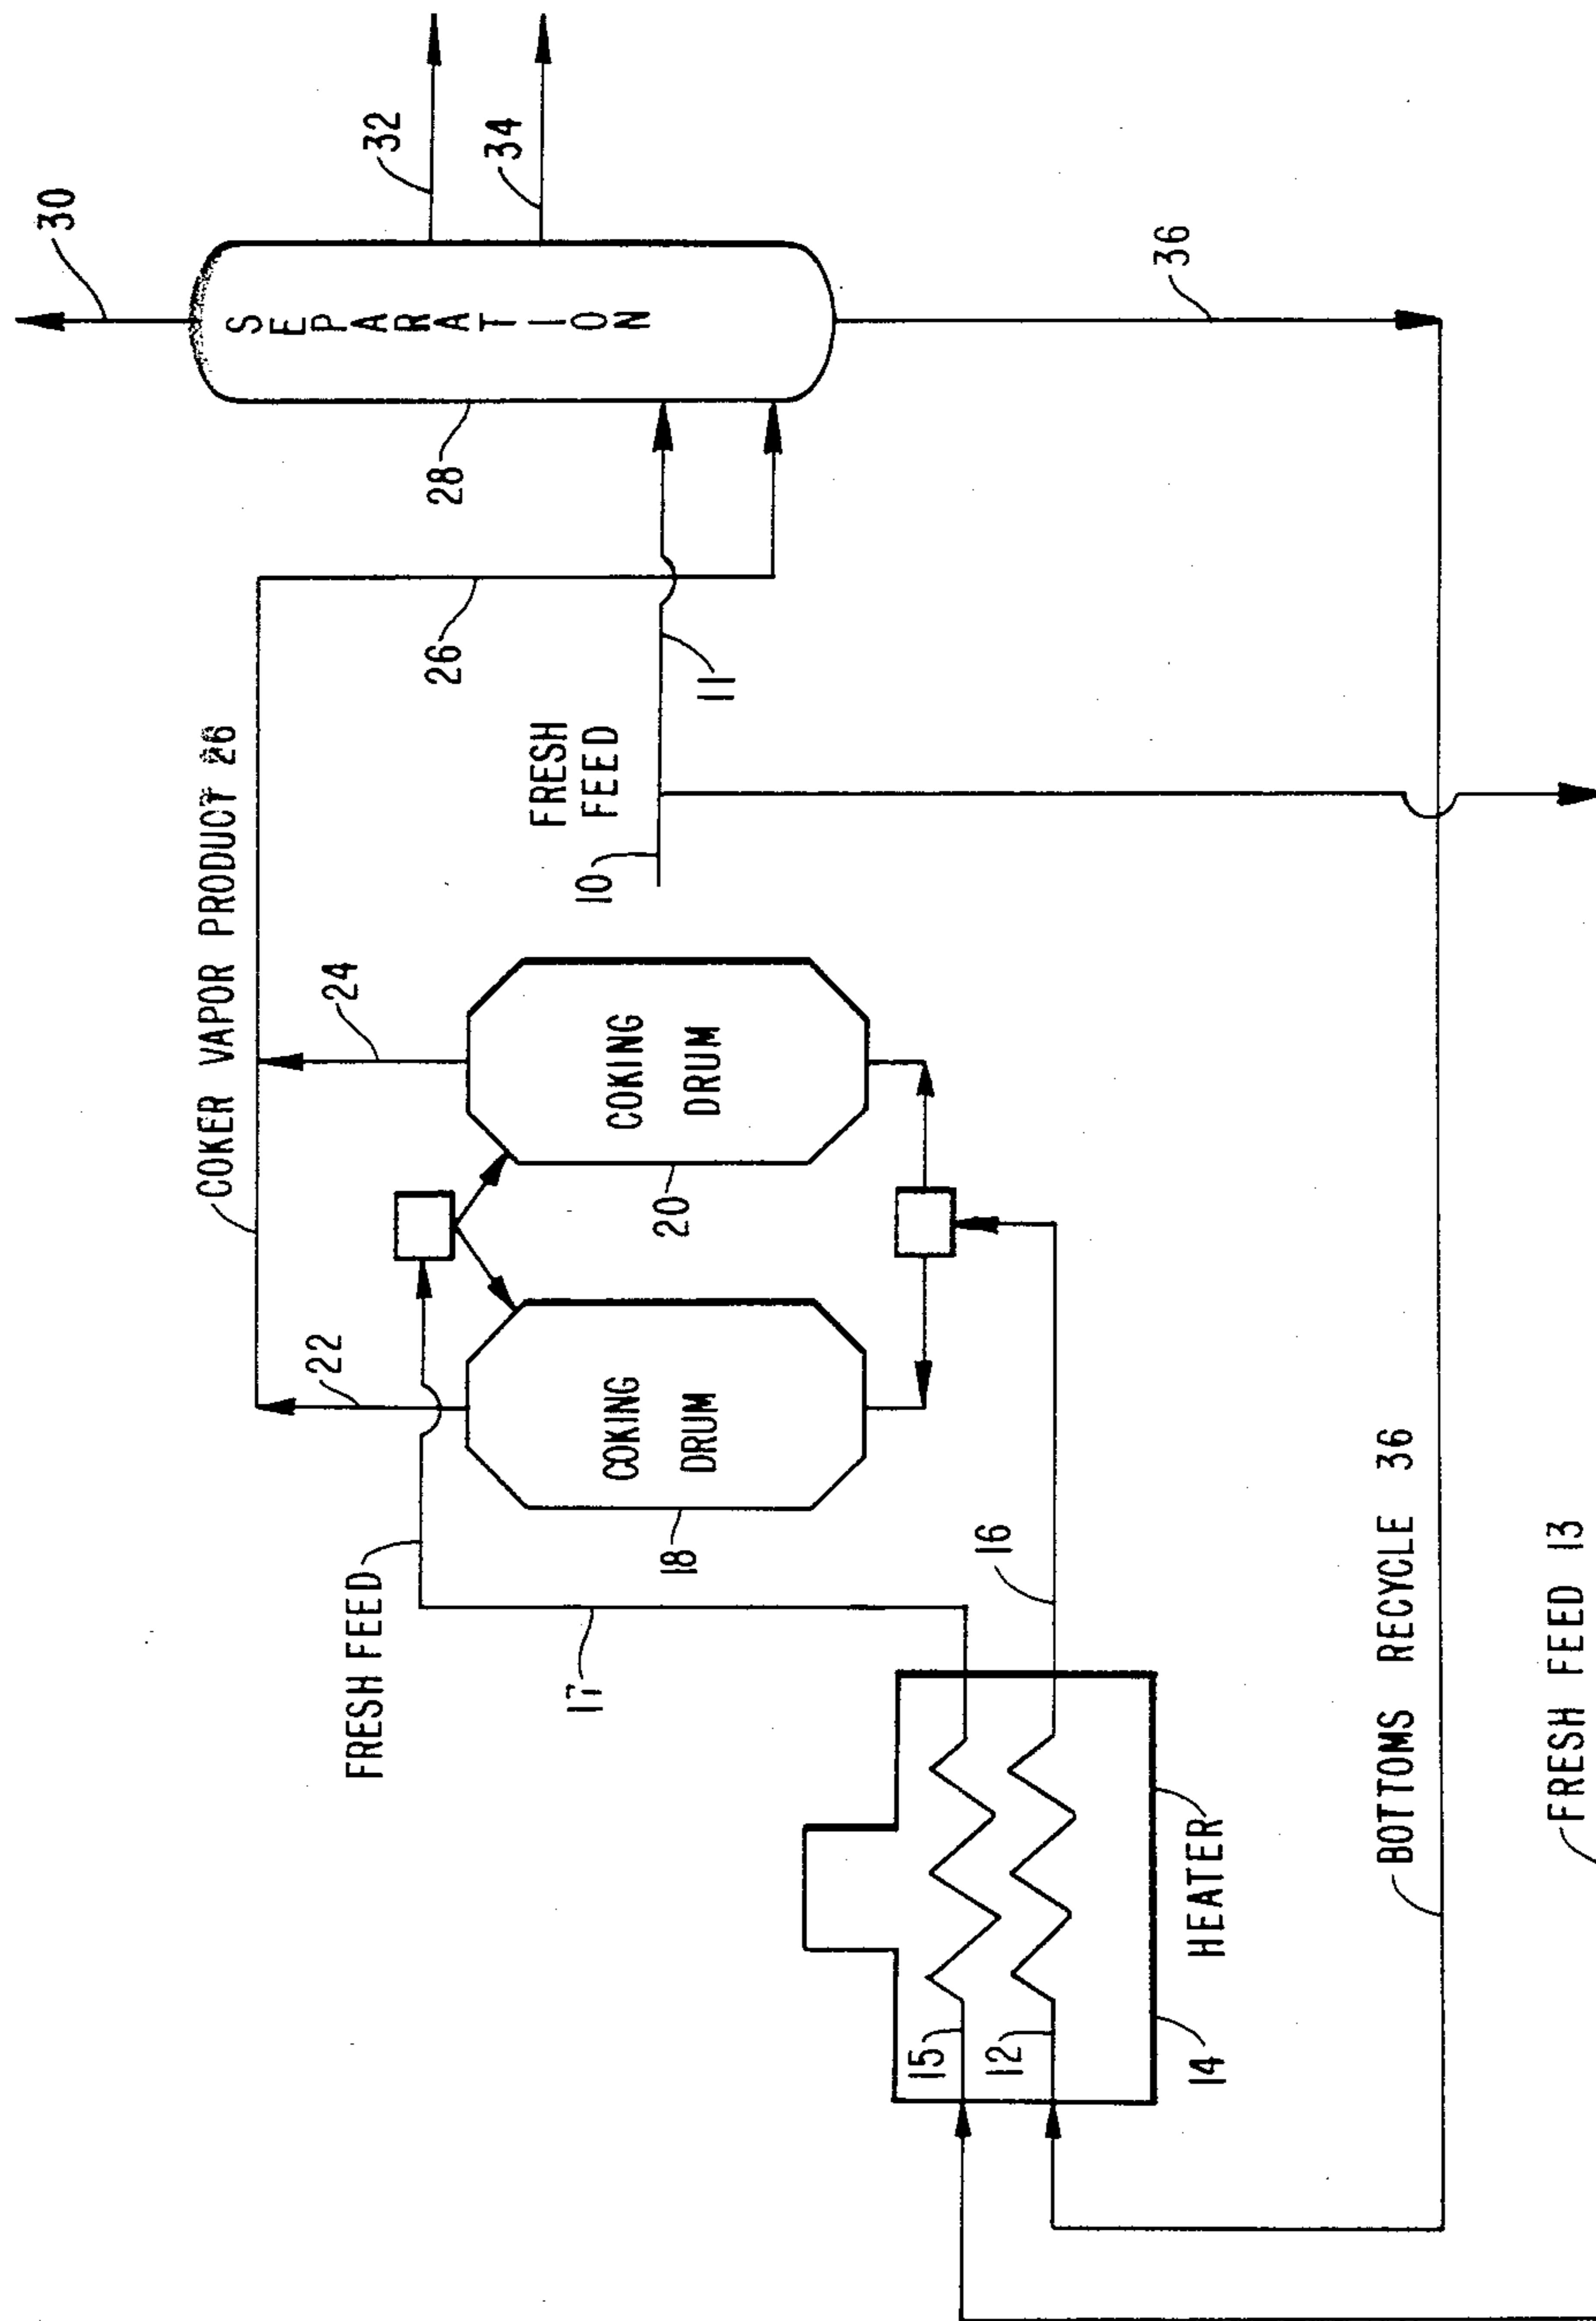 30
32
34
SEPARATION
28
36
26
COKER VAPOR PRODUCT 26
FRESH
FEED
10
11
24
22
COKING
DRUM
20
COKING
DRUM
18
FRESH FEED
17
16
15
12
14
HEATER
BOTTOMS RECYCLE 36
FRESH FEED 13